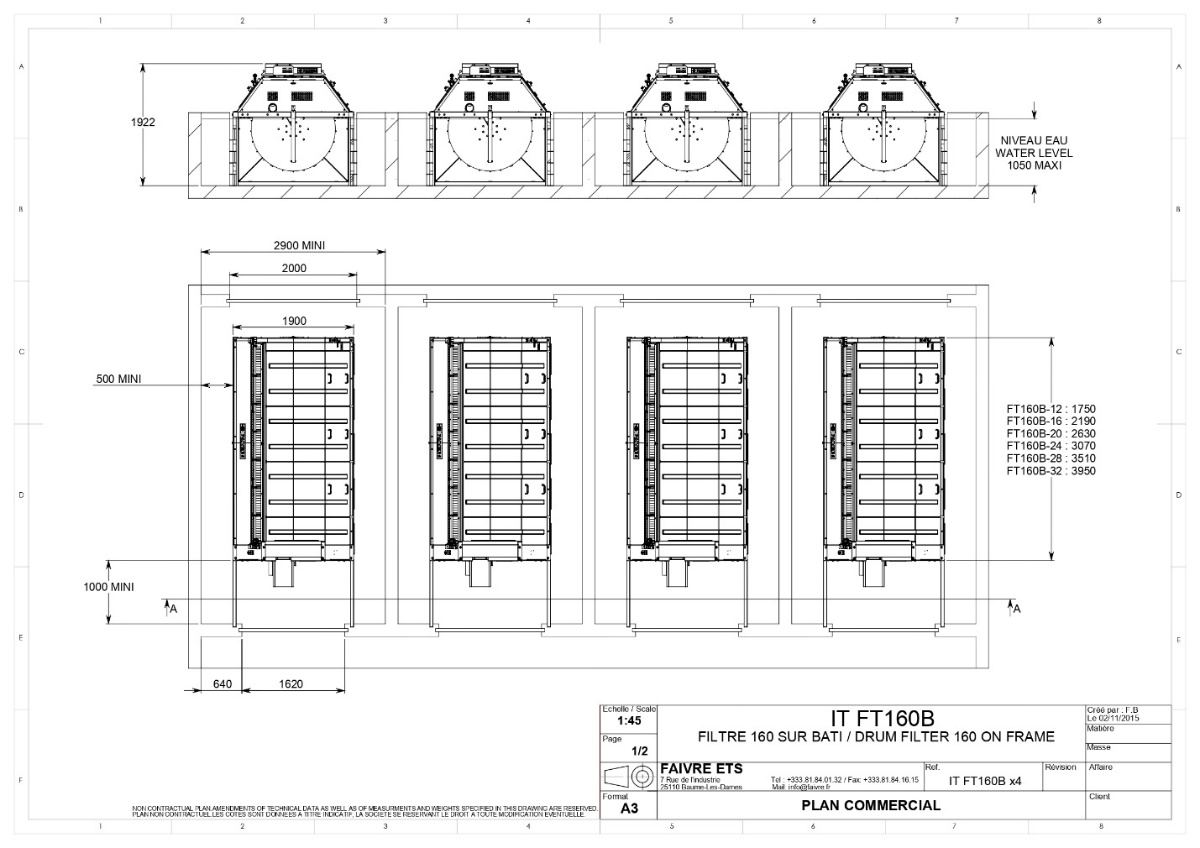 1 2 3 4 5 6 7 8
A A
1922
NIVEAU EAU
WATER LEVEL
1050 MAXI
B B
2900 MINI
2000
1900
C C
500 MINI
FT160B-12 : 1750
FT160B-16 : 2190
FT160B-20 : 2630
FT160B-24 : 3070
FT160B-28 : 3510
FT160B-32 : 3950
D D
1000 MINI
A A
E E
640 1620
Echelle / Scale
1:45
Page
1/2
IT FT160B
FILTRE 160 SUR BATI / DRUM FILTER 160 ON FRAME
Créé par : F.B
Le 02/11/2015
Matière
Masse
FAIVRE ETS
7 Rue de l'industrie
25110 Baume-Les-Dames
Tel : +333.81.84.01.32 / Fax: +333.81.84.16.15
Mail: info@faivre.fr
Ref.
IT FT160B x4
Révision
Affaire
F F
Format
A3
PLAN COMMERCIAL
Client
NON CONTRACTUAL PLAN.AMENDMENTS OF TECHNICAL DATA AS WELL AS OF MEASURMENTS AND WEIGHTS SPECIFIED IN THIS DRAWING ARE RESERVED.
PLAN NON CONTRACTUEL.LES COTES SONT DONNEES A TITRE INDICATIF, LA SOCIETE SE RESERVANT LE DROIT A TOUTE MODIFICATION EVENTUELLE.
1 2 3 4 5 6 7 8